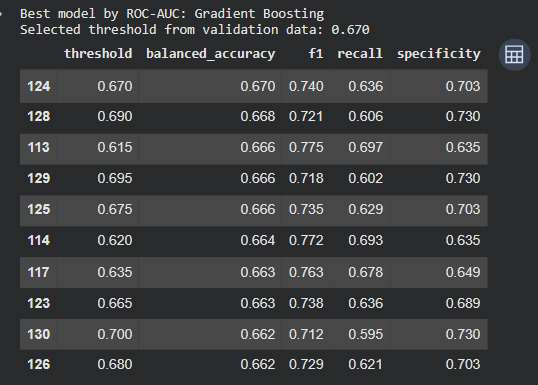 Best model by ROC-AUC: Gradient Boosting
Selected threshold from validation data: 0.670
threshold balanced_accuracy f1 recall specificity
124 0.670 0.670 0.740 0.636 0.703
128 0.690 0.668 0.721 0.606 0.730
113 0.615 0.666 0.775 0.697 0.635
129 0.695 0.666 0.718 0.602 0.730
125 0.675 0.666 0.735 0.629 0.703
114 0.620 0.664 0.772 0.693 0.635
117 0.635 0.663 0.763 0.678 0.649
123 0.665 0.663 0.738 0.636 0.689
130 0.700 0.662 0.712 0.595 0.730
126 0.680 0.662 0.729 0.621 0.703